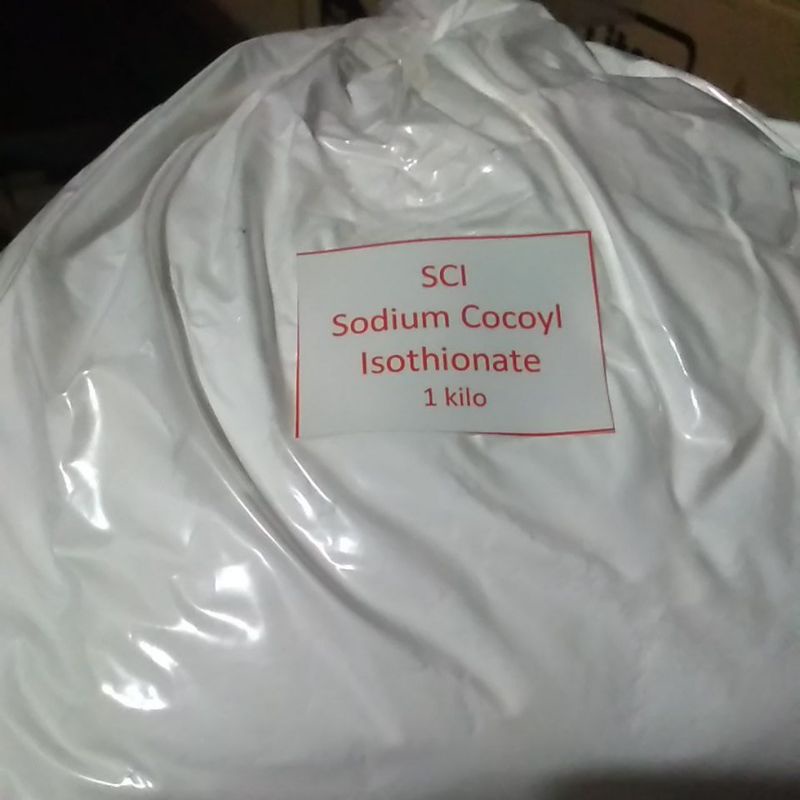 SCI
Sodium Cocoyl
Isothionate
1 kilo